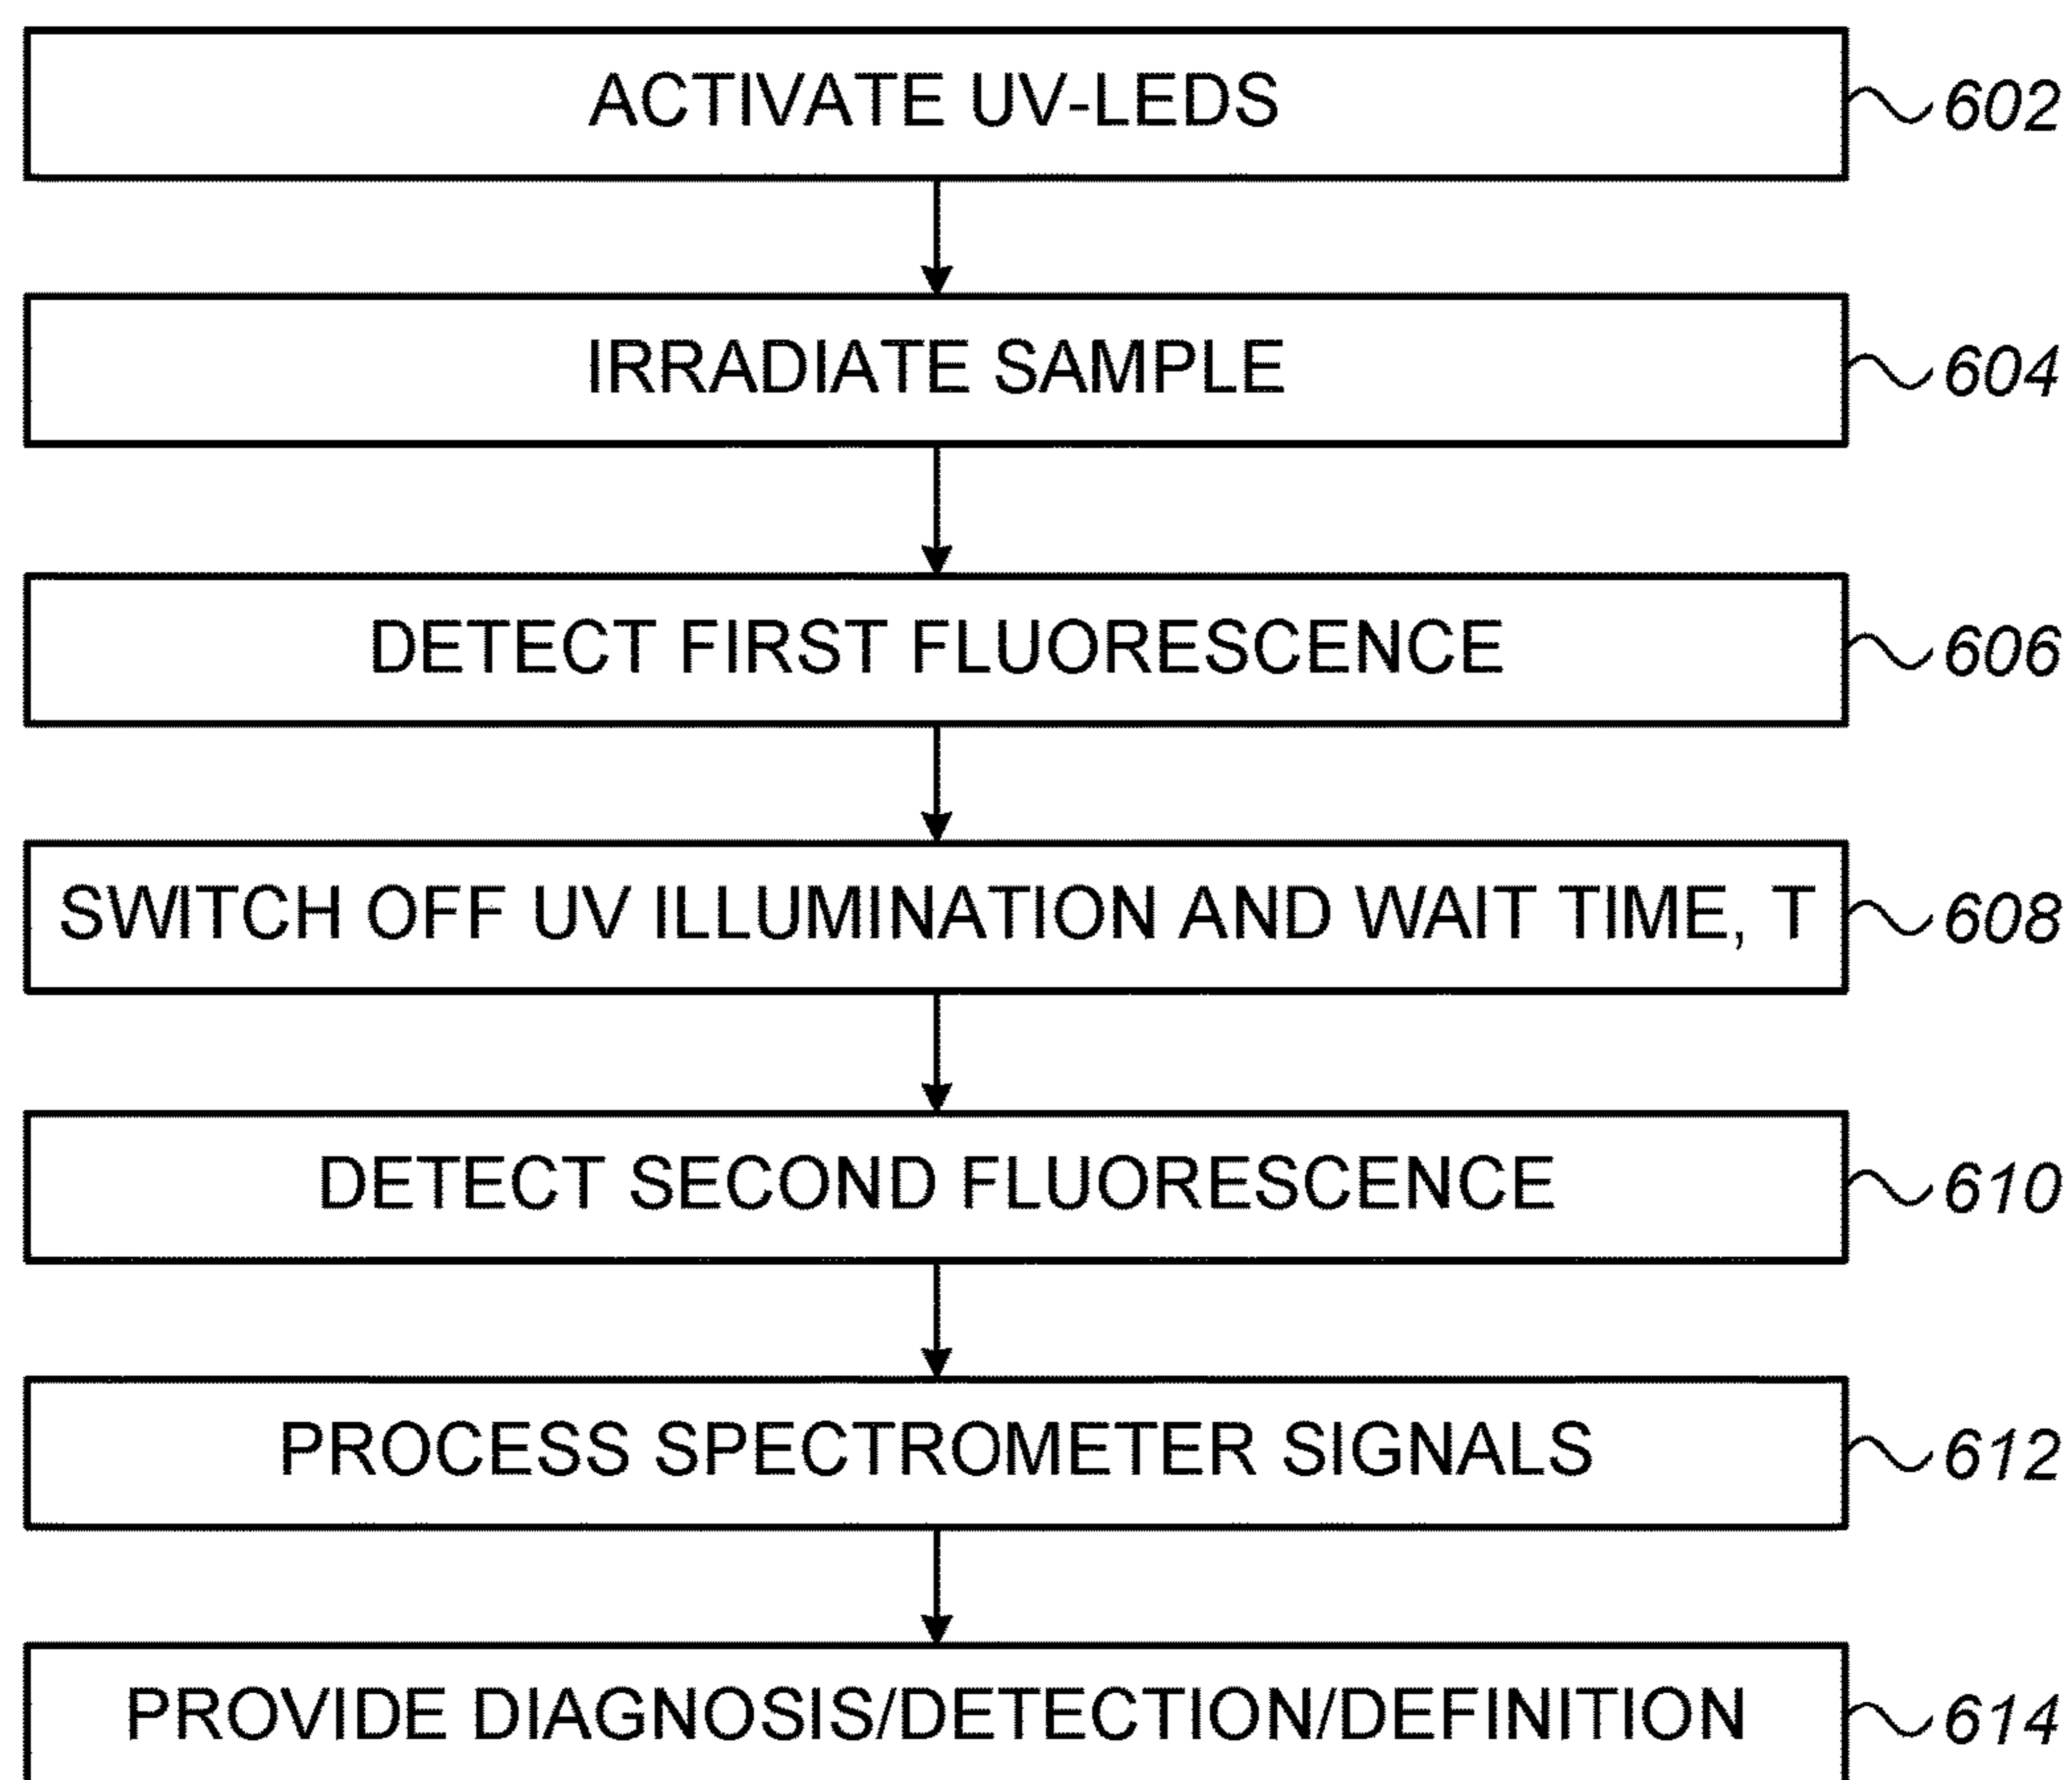 ACTIVATE UV-LEDS 602
IRRADIATE SAMPLE 604
DETECT FIRST FLUORESCENCE 606
SWITCH OFF UV ILLUMINATION AND WAIT TIME, T 608
DETECT SECOND FLUORESCENCE 610
PROCESS SPECTROMETER SIGNALS 612
PROVIDE DIAGNOSIS/DETECTION/DEFINITION 614